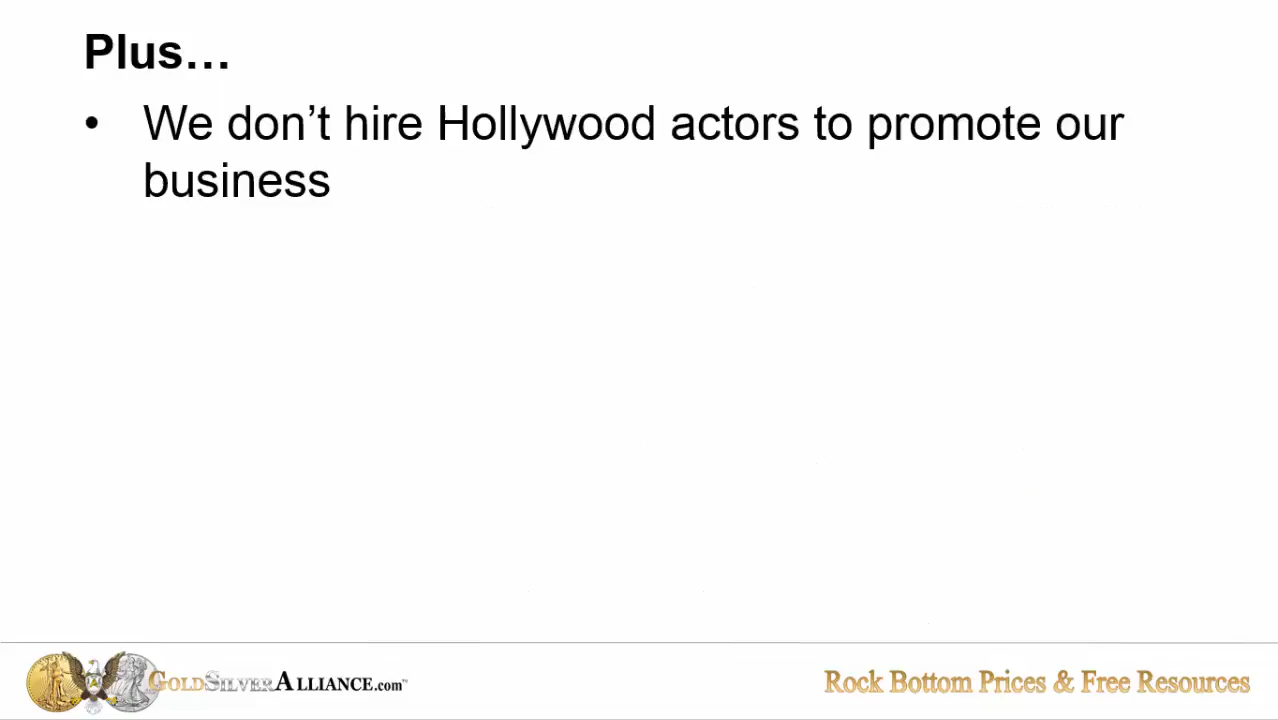 Plus…
• We don’t hire Hollywood actors to promote our
business
GOLDSILVERALLIANCE.com™
Rock Bottom Prices & Free Resources